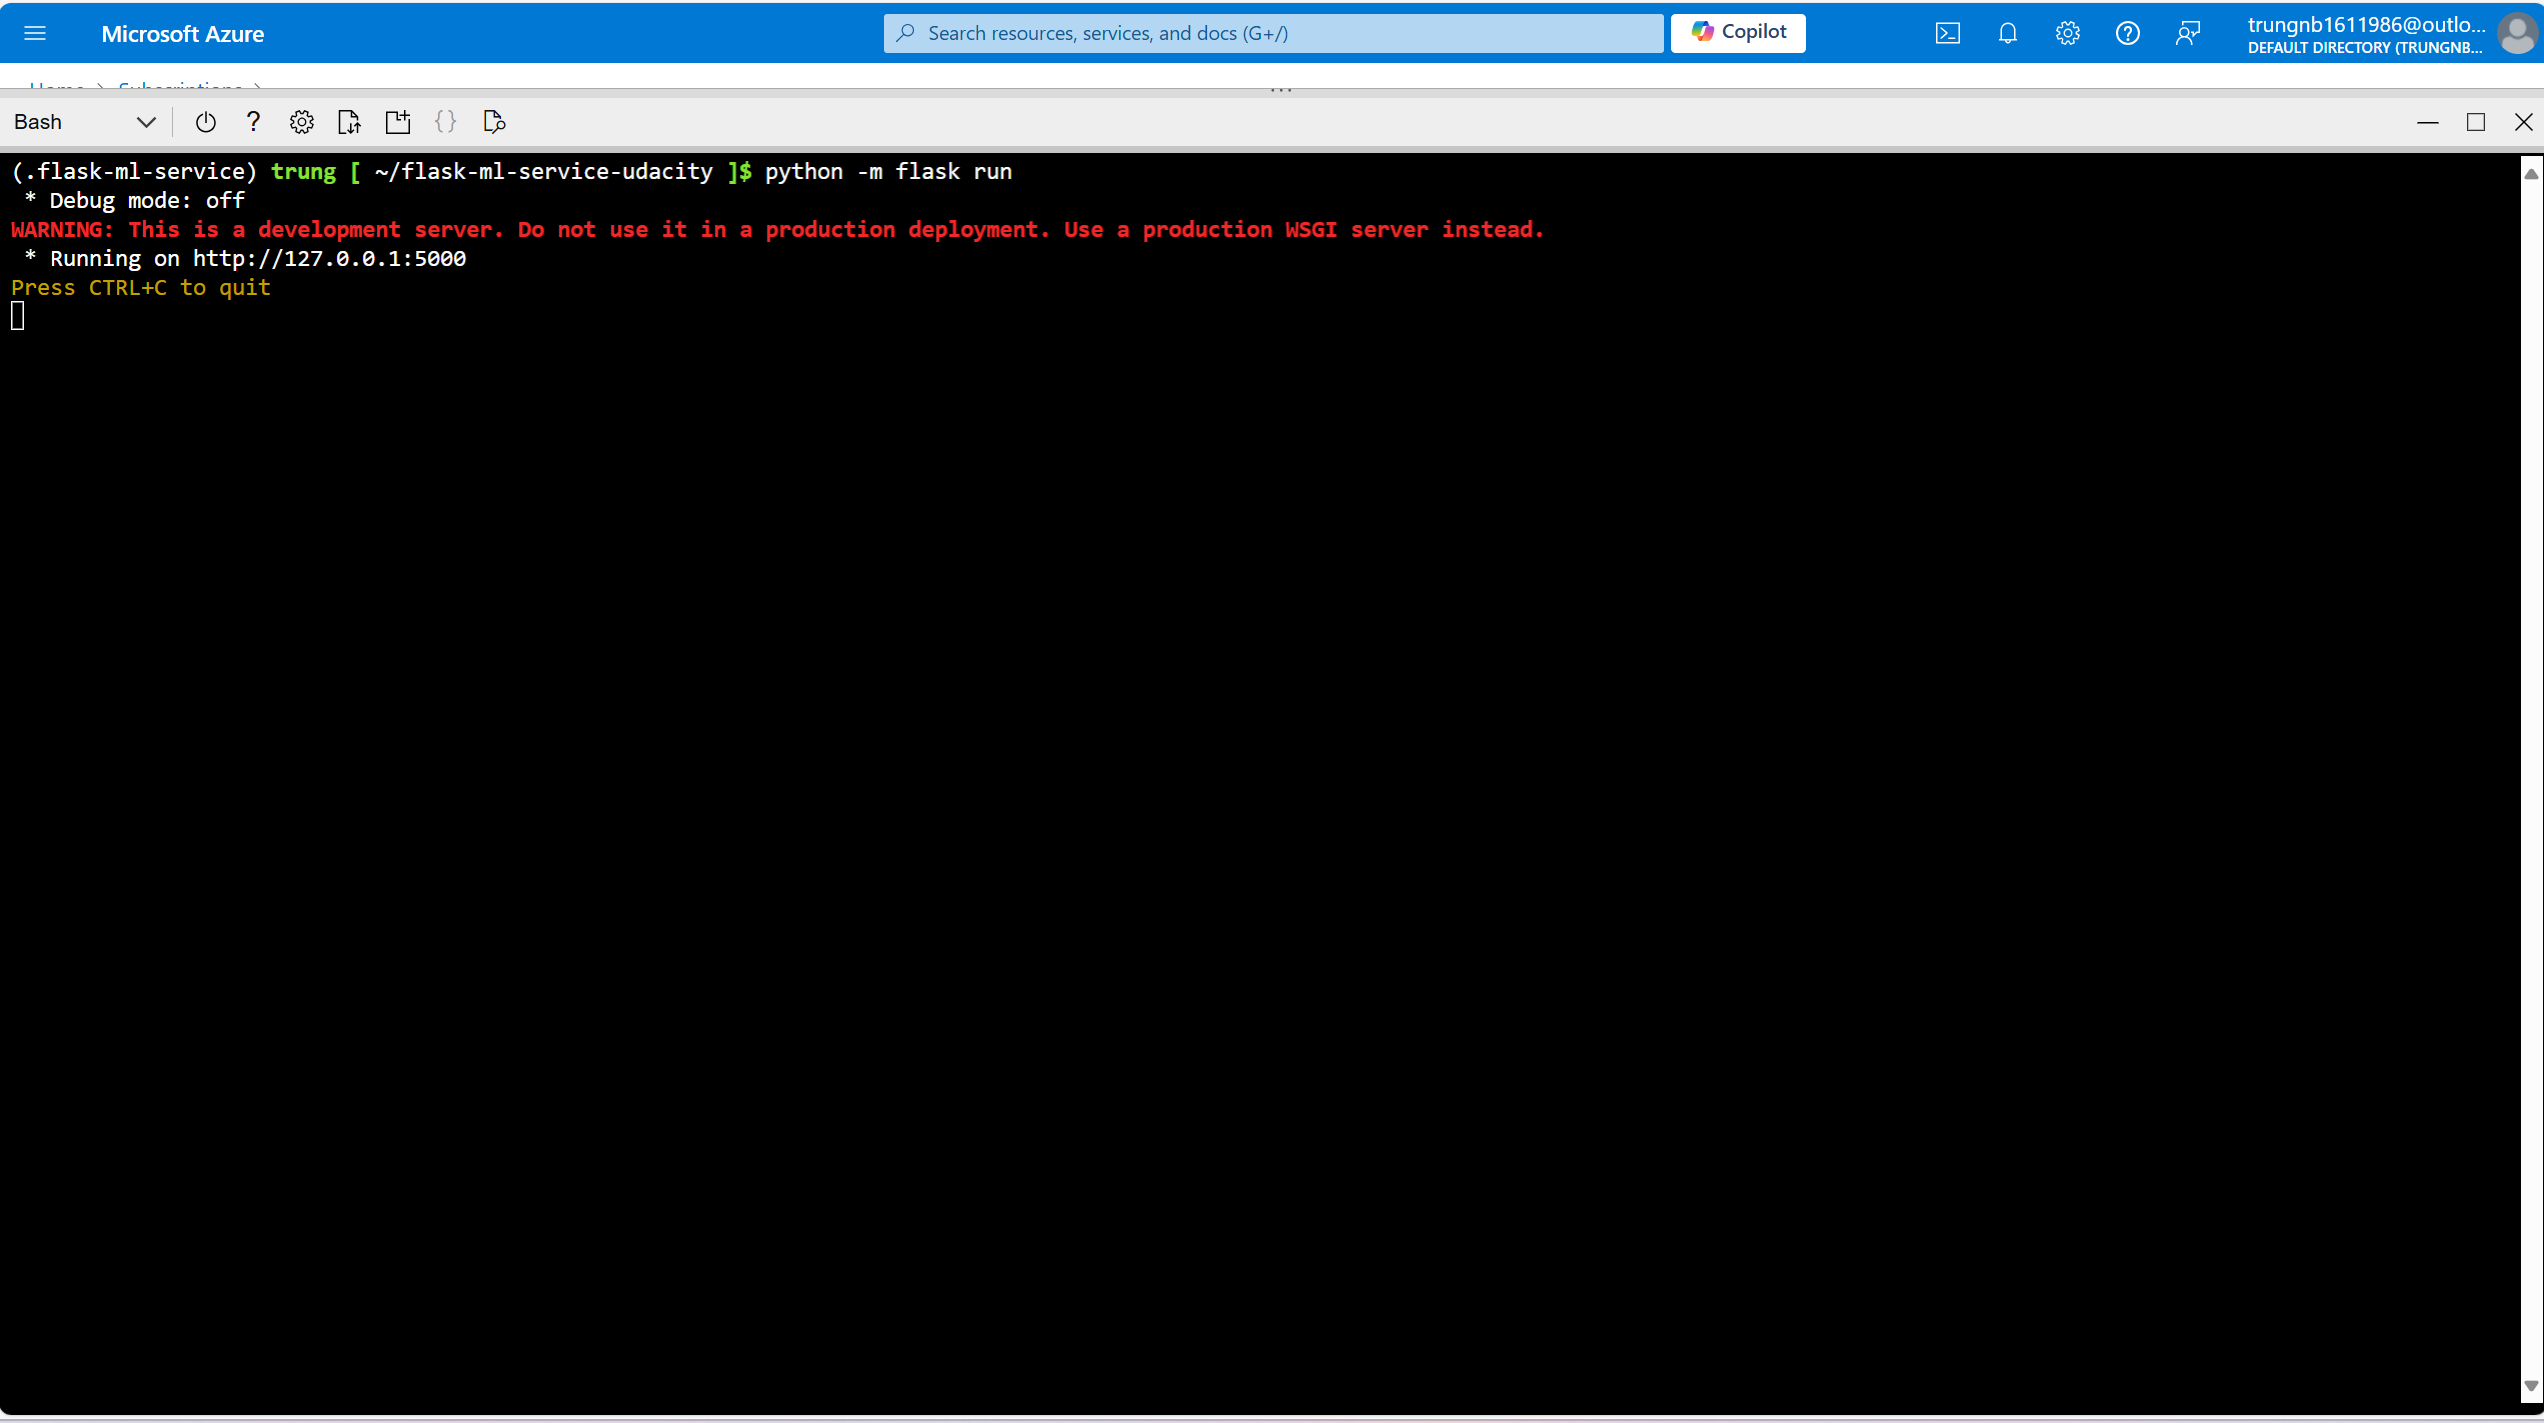 Microsoft Azure
Search resources, services, and docs (G+/)
Copilot
trungnb1611986@outlo...
DEFAULT DIRECTORY (TRUNGNB...
Home > Subscriptions >
Bash
(.flask-ml-service) trung [ ~/flask-ml-service-udacity ]$ python -m flask run
 * Debug mode: off
WARNING: This is a development server. Do not use it in a production deployment. Use a production WSGI server instead.
 * Running on http://127.0.0.1:5000
Press CTRL+C to quit